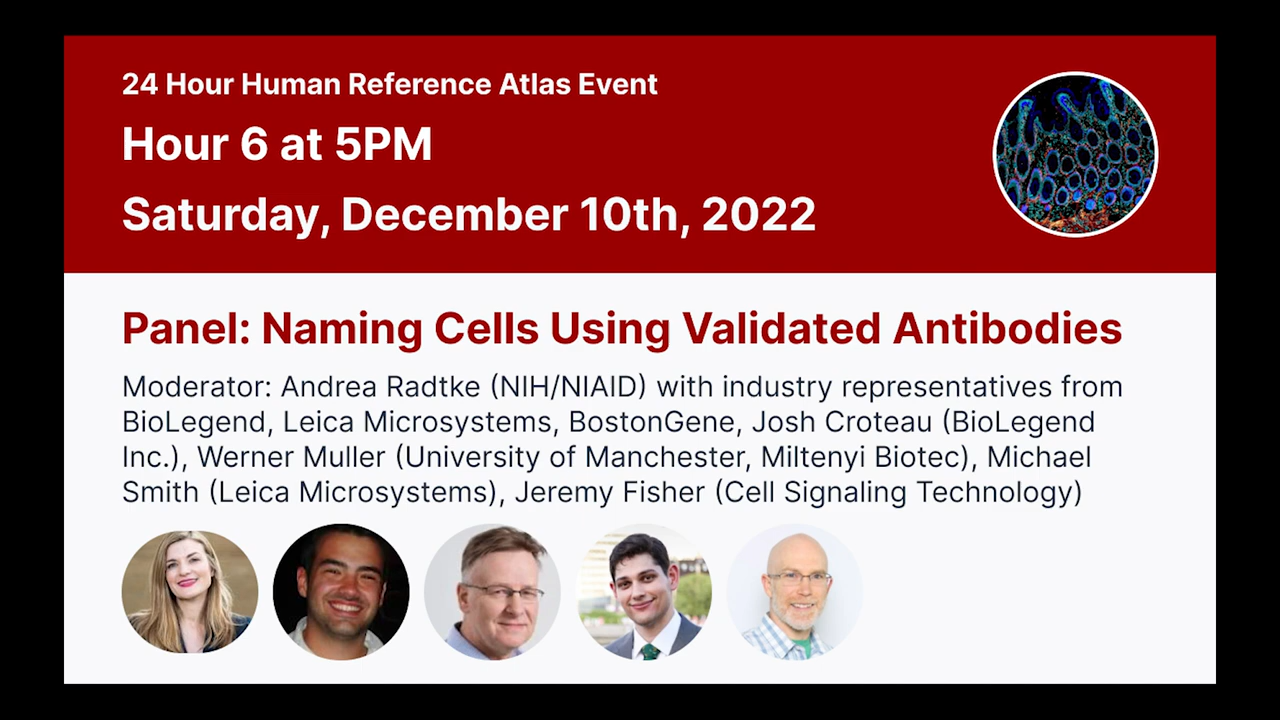 24 Hour Human Reference Atlas Event
Hour 6 at 5PM
Saturday, December 10th, 2022
Panel: Naming Cells Using Validated Antibodies
Moderator: Andrea Radtke (NIH/NIAID) with industry representatives from
BioLegend, Leica Microsystems, BostonGene, Josh Croteau (BioLegend
Inc.), Werner Muller (University of Manchester, Miltenyi Biotec), Michael
Smith (Leica Microsystems), Jeremy Fisher (Cell Signaling Technology)